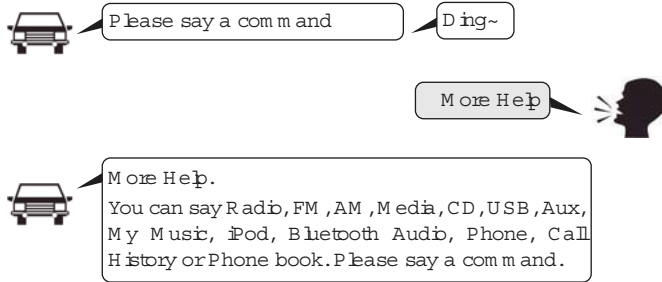 Please say a command
Ding~
More Help
More Help.
You can say Radio, FM, AM, Media, CD, USB, Aux,
My Music, iPod, Bluetooth Audio, Phone, Call
History or Phone book. Please say a command.